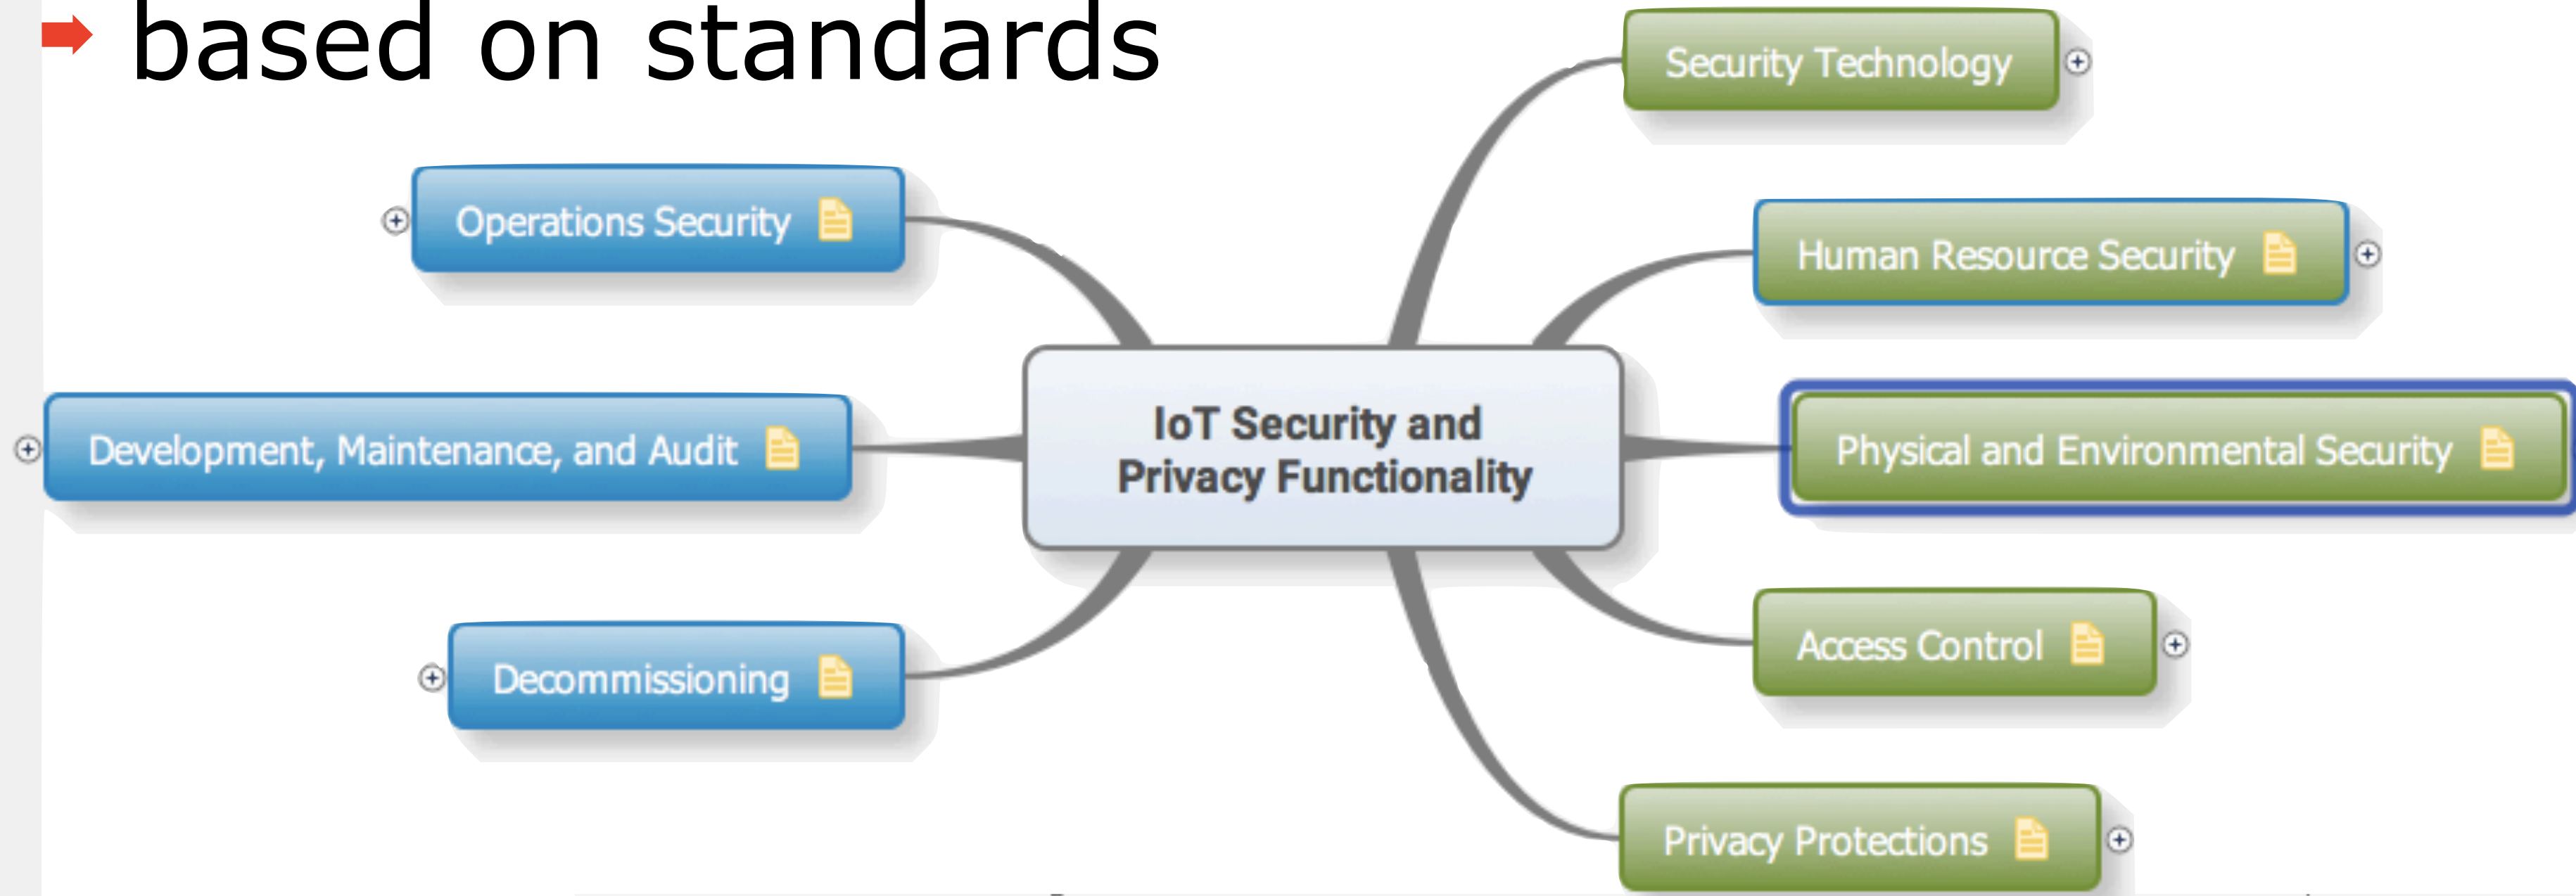 based on standards
Security Technology
Operations Security
Human Resource Security
IoT Security and
Privacy Functionality
Development, Maintenance, and Audit
Physical and Environmental Security
Access Control
Decommissioning
Privacy Protections